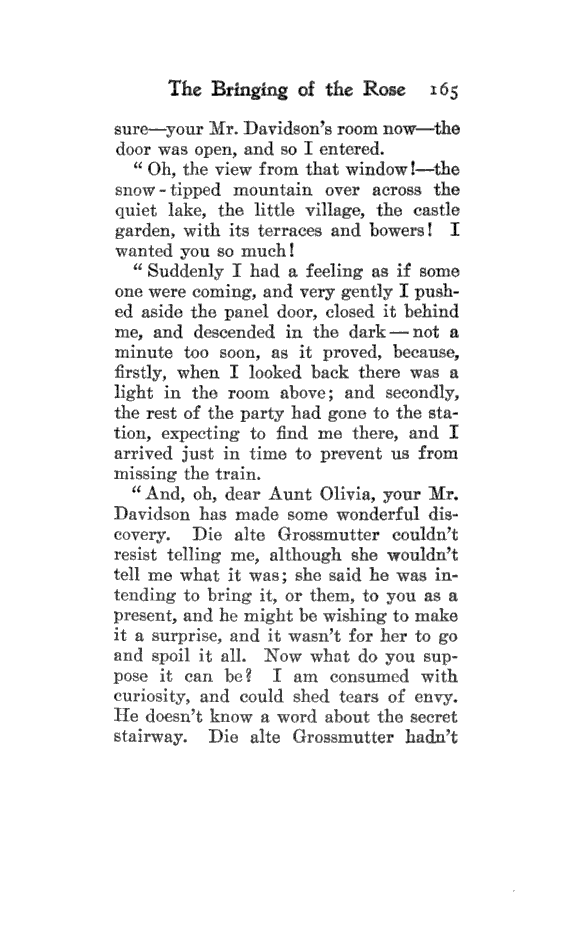 The Bringing of the Rose 165
sure—your Mr. Davidson's room now—the
door was open, and so I entered.
“Oh, the view from that window!—the
snow-tipped mountain over across the
quiet lake, the little village, the castle
garden, with its terraces and bowers! I
wanted you so much!
“Suddenly I had a feeling as if some
one were coming, and very gently I push-
ed aside the panel door, closed it behind
me, and descended in the dark—not a
minute too soon, as it proved, because,
firstly, when I looked back there was a
light in the room above; and secondly,
the rest of the party had gone to the sta-
tion, expecting to find me there, and I
arrived just in time to prevent us from
missing the train.
“And, oh, dear Aunt Olivia, your Mr.
Davidson has made some wonderful dis-
covery. Die alte Grossmutter couldn't
resist telling me, although she wouldn't
tell me what it was; she said he was in-
tending to bring it, or them, to you as a
present, and he might be wishing to make
it a surprise, and it wasn't for her to go
and spoil it all. Now what do you sup-
pose it can be? I am consumed with
curiosity, and could shed tears of envy.
He doesn't know a word about the secret
stairway. Die alte Grossmutter hadn't